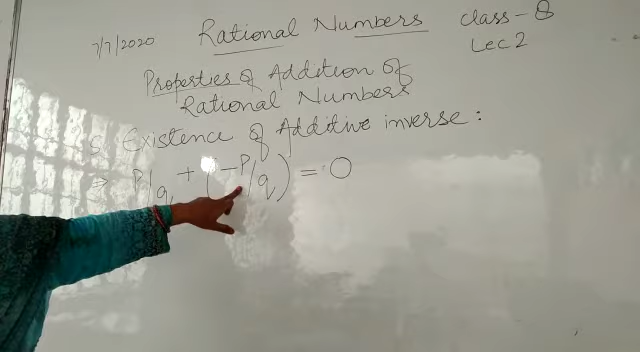 7/7/2020 Rational Numbers Class-8
Lec 2
Properties of Addition of
Rational Numbers
5. Existence of Additive inverse:
⇒ P/q + (-P/q) = 0